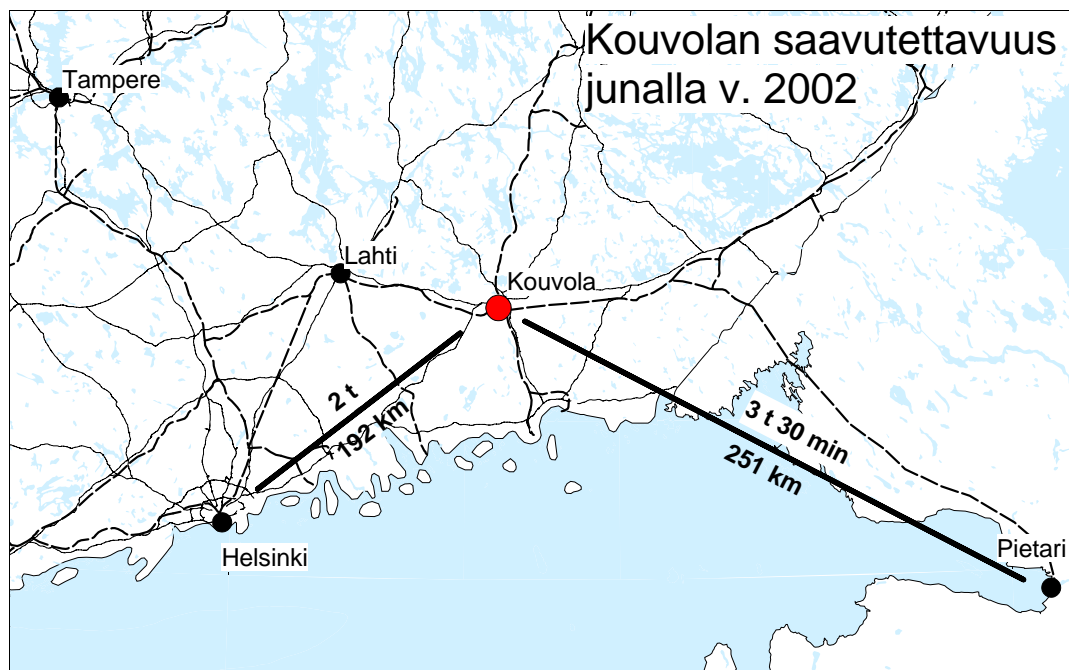 Kouvolan saavutettavuus
junalla v. 2002
Tampere
Lahti
Kouvola
2 t
192 km
3 t 30 min
251 km
Helsinki
Pietari